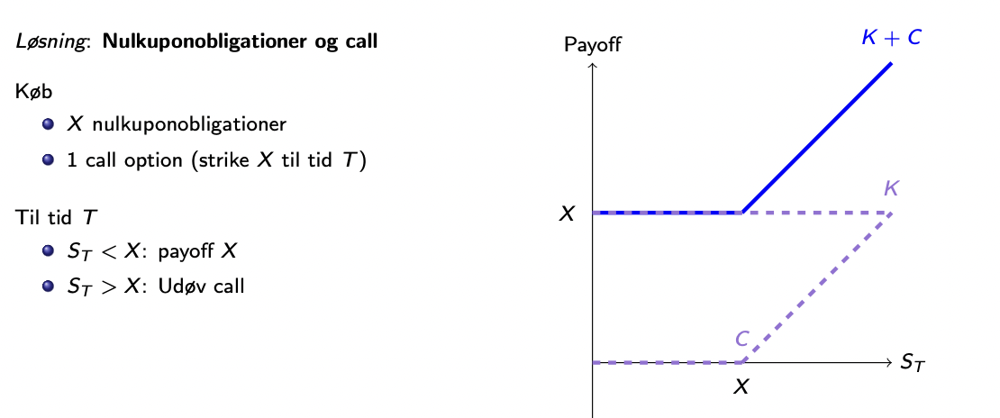 Løsning: Nulkuponobligationer og call
Køb
X nulkuponobligationer
1 call option (strike X til tid T)
Til tid T
S_T < X: payoff X
S_T > X: Udøv call
Payoff
K + C
K
X
C
S_T
X